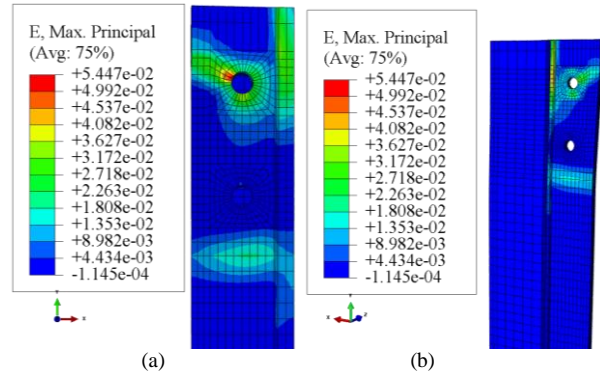 E, Max. Principal
(Avg: 75%)
+5.447e-02
+4.992e-02
+4.537e-02
+4.082e-02
+3.627e-02
+3.172e-02
+2.718e-02
+2.263e-02
+1.808e-02
+1.353e-02
+8.982e-03
+4.434e-03
-1.145e-04
Y
X
(a)
E, Max. Principal
(Avg: 75%)
+5.447e-02
+4.992e-02
+4.537e-02
+4.082e-02
+3.627e-02
+3.172e-02
+2.718e-02
+2.263e-02
+1.808e-02
+1.353e-02
+8.982e-03
+4.434e-03
-1.145e-04
Y
X
Z
(b)